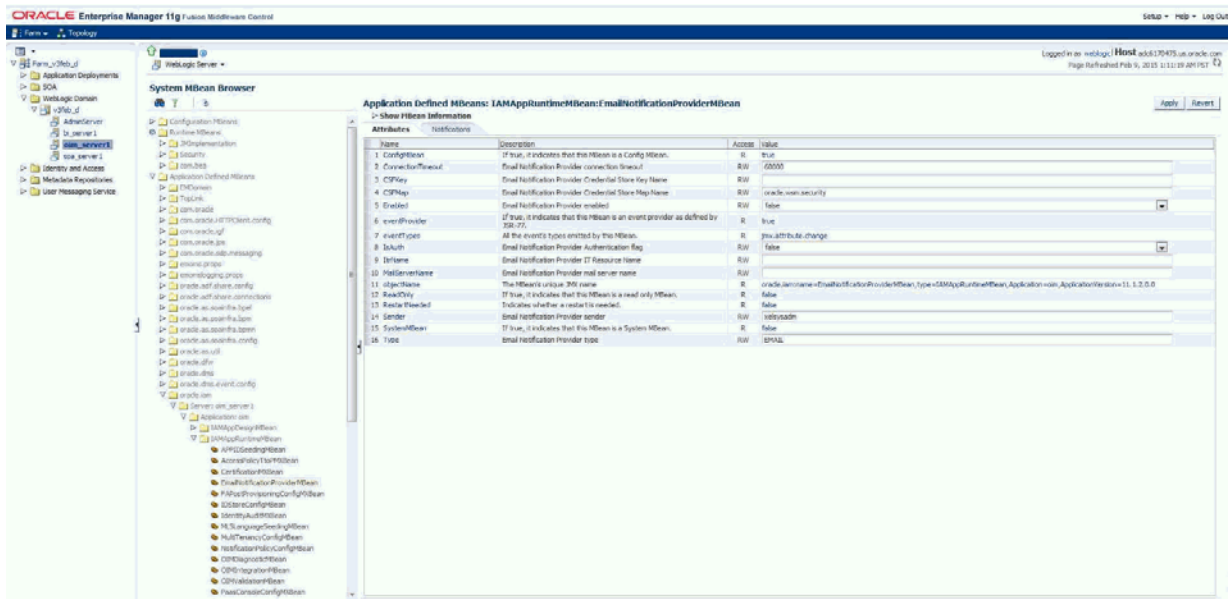 ORACLE Enterprise Manager 11g Fusion Middleware Control
Setup Help Log Out
Farm Topology
Logged in as weblogic Host adc6170475.us.oracle.com
Page Refreshed Feb 9, 2015 1:11:19 AM PST
WebLogic Server
Farm_v3feb_d
Application Deployments
SOA
WebLogic Domain
v3feb_d
AdminServer
soa_server1
Identity and Access
Metadata Repositories
User Messaging Service
System MBean Browser
Configuration MBeans
Runtime MBeans
JMImplementation
Security
com.bea
Application Defined MBeans
EMDomain
TopLink
com.oracle
com.oracle.HTTPClient.config
com.oracle.igf
com.oracle.jps
com.oracle.sdp.messaging
emoms.props
emomslogging.props
oracle.adf.share.config
oracle.adf.share.connections
oracle.as.soainfra.bpel
oracle.as.soainfra.bpm
oracle.as.soainfra.bpmn
oracle.as.soainfra.config
oracle.as.util
oracle.dfw
oracle.dms
oracle.dms.event.config
oracle.iam
Server: oim_server1
Application: oim
IAMAppDesignMBean
IAMAppRuntimeMBean
CertificationMXBean
EmailNotificationProviderMBean
IDStoreConfigMBean
IdentityAuditMXBean
MLSLanguageSeedingMBean
MultiTenancyConfigMBean
NotificationPolicyConfigMBean
OIMDiagnosticMBean
OIMIntegrationMBean
OIMValidationMBean
PaasConsoleConfigMXBean
Application Defined MBeans: IAMAppRuntimeMBean:EmailNotificationProviderMBean
Apply Revert
Show MBean Information
Attributes Notifications
Name Description Access Value
1 ConfigMBean If true, it indicates that this MBean is a Config MBean. R true
2 ConnectionTimeout Email Notification Provider connection timeout RW 60000
3 CSFKey Email Notification Provider Credential Store Key Name RW
4 CSFMap Email Notification Provider Credential Store Map Name RW oracle.wsm.security
5 Enabled Email Notification Provider enabled RW false
6 eventProvider If true, it indicates that this MBean is an event provider as defined by JSR-77. R true
7 eventTypes All the event's types emitted by this MBean. R jmx.attribute.change
8 IsAuth Email Notification Provider Authentication flag RW false
9 ItrName Email Notification Provider IT Resource Name RW
10 MailServerName Email Notification Provider mail server name RW
11 objectName The MBean's unique JMX name R oracle.iam:name=EmailNotificationProviderMBean,type=IAMAppRuntimeMBean,Application=oim,ApplicationVersion=11.1.2.0.0
12 ReadOnly If true, it indicates that this MBean is a read only MBean. R false
13 RestartNeeded Indicates whether a restart is needed. R false
14 Sender Email Notification Provider sender RW xelsysadm
15 SystemMBean If true, it indicates that this MBean is a System MBean. R false
16 Type Email Notification Provider type RW EMAIL